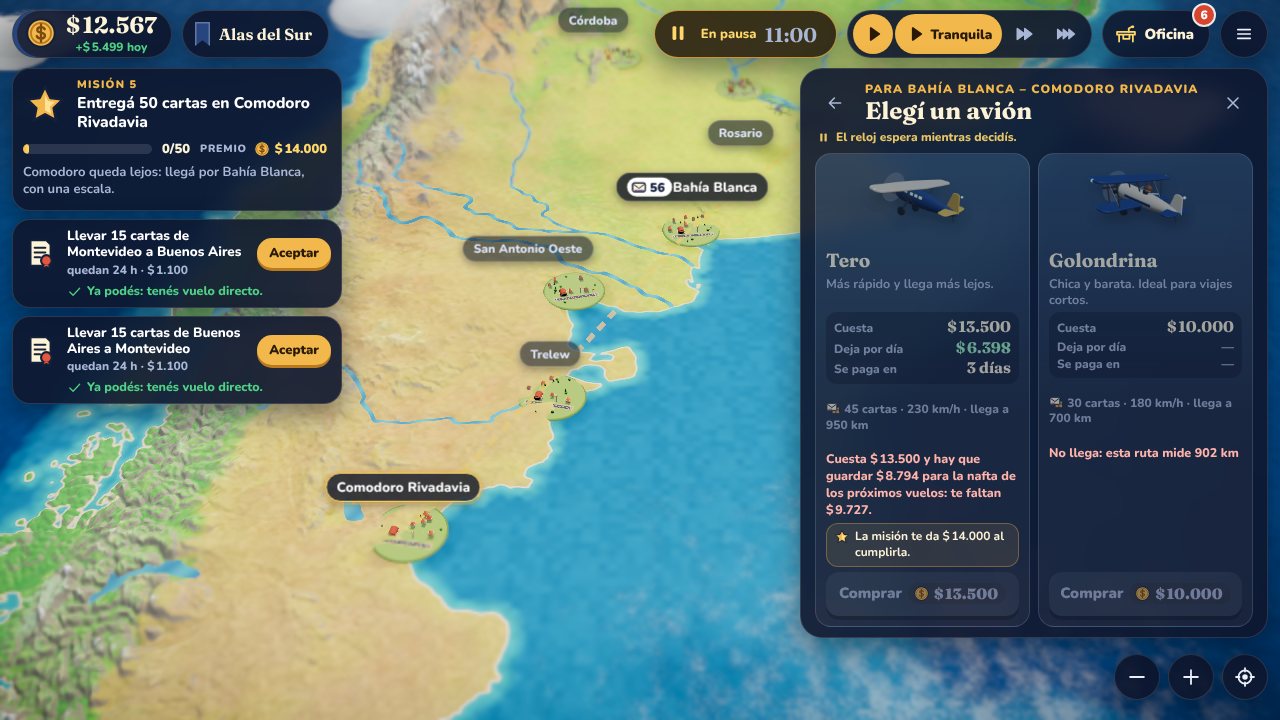 $12.567
+$5.499 hoy
Alas del Sur
Córdoba
En pausa 11:00
Tranquila
Oficina
6
MISIÓN 5
Entregá 50 cartas en Comodoro
Rivadavia
0/50 PREMIO $14.000
Comodoro queda lejos: llegá por Bahía Blanca,
con una escala.
Llevar 15 cartas de
Montevideo a Buenos Aires
quedan 24 h · $1.100
Ya podés: tenés vuelo directo.
Aceptar
Llevar 15 cartas de Buenos
Aires a Montevideo
quedan 24 h · $1.100
Ya podés: tenés vuelo directo.
Aceptar
Rosario
56 Bahía Blanca
San Antonio Oeste
Trelew
Comodoro Rivadavia
PARA BAHÍA BLANCA – COMODORO RIVADAVIA
Elegí un avión
El reloj espera mientras decidís.
Tero
Más rápido y llega más lejos.
Cuesta $13.500
Deja por día $6.398
Se paga en 3 días
45 cartas · 230 km/h · llega a
950 km
Cuesta $13.500 y hay que
guardar $8.794 para la nafta de
los próximos vuelos: te faltan
$9.727.
La misión te da $14.000 al
cumplirla.
Comprar $13.500
Golondrina
Chica y barata. Ideal para viajes
cortos.
Cuesta $10.000
Deja por día —
Se paga en —
30 cartas · 180 km/h · llega a
700 km
No llega: esta ruta mide 902 km
Comprar $10.000